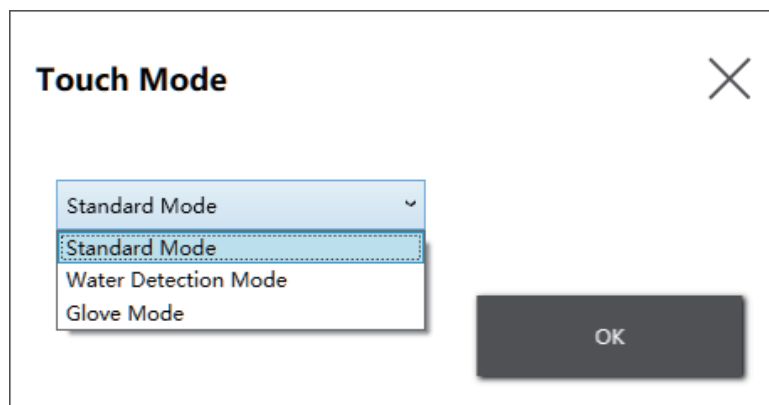 Touch Mode
Standard Mode
Standard Mode
Water Detection Mode
Glove Mode
OK